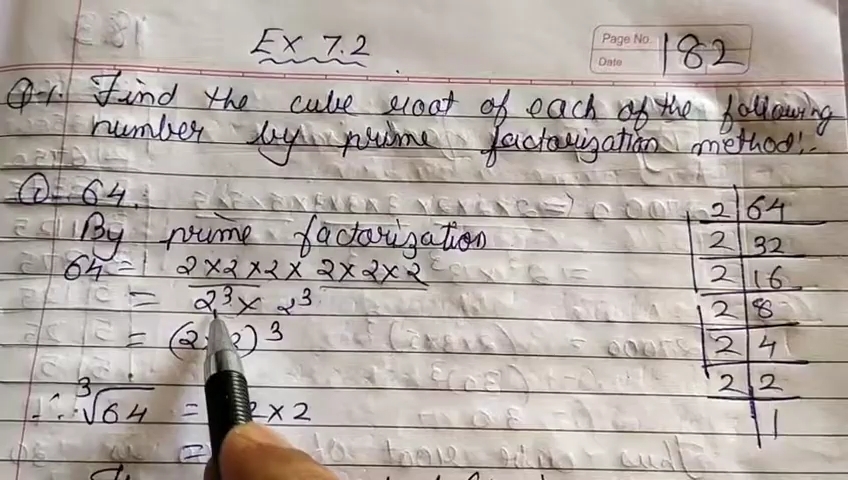 Ex 7.2
Page No. 182
Date
Q-1. Find the cube root of each of the following
number by prime factorization method:-
① 64.
By prime factorization
64 = 2×2×2× 2×2×2
= 2³× 2³
= (2 2)³
∴ ³√64 = 2×2
=
2 64
2 32
2 16
2 8
2 4
2 2
1